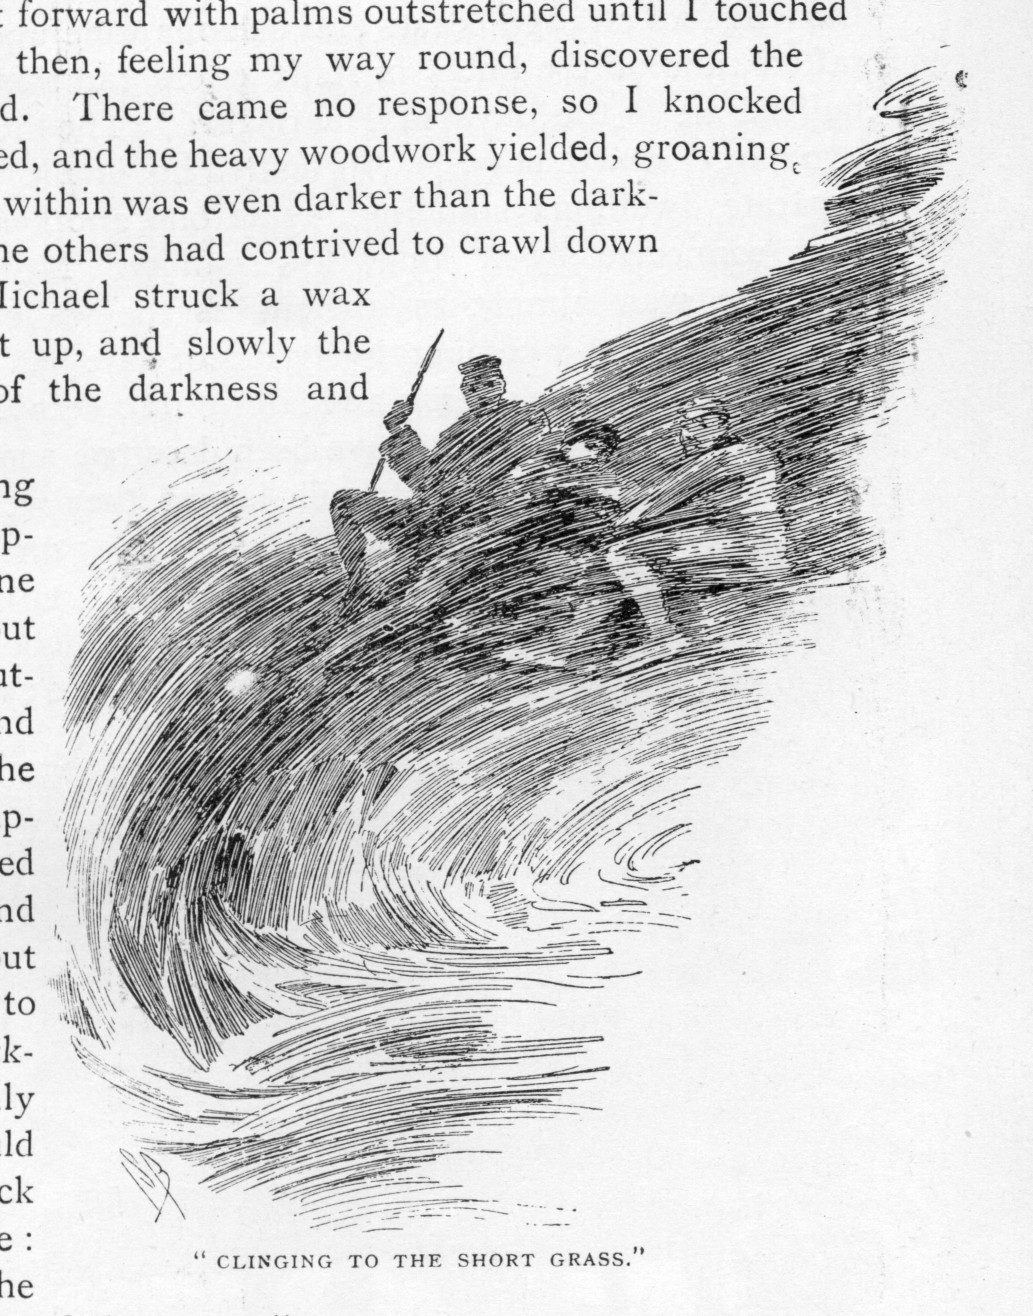 forward with palms outstretched until I touched
then, feeling my way round, discovered the
d. There came no response, so I knocked
ed, and the heavy woodwork yielded, groaning,
within was even darker than the dark-
he others had contrived to crawl down
Michael struck a wax
t up, and slowly the
of the darkness and
ng
p-
ne
out
ut-
nd
he
p-
ed
nd
out
to
k-
ly
uld
ck
e :
he
" CLINGING TO THE SHORT GRASS."